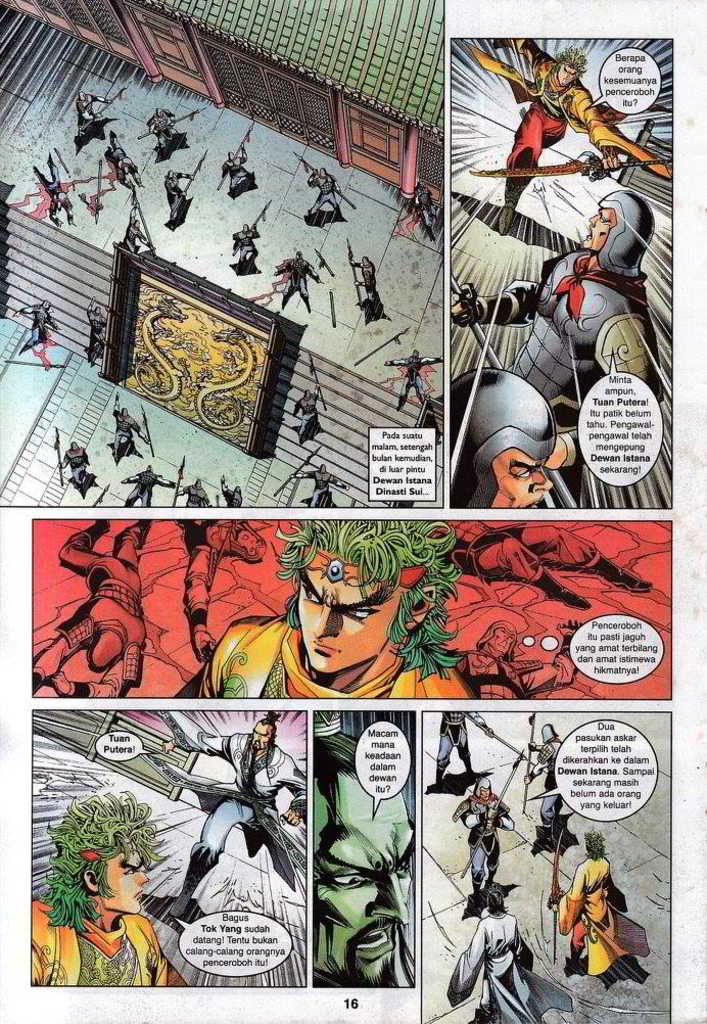 Pada suatu
malam, setengah
bulan kemudian,
di luar pintu
Dewan Istana
Dinasti Sui...
Berapa
orang
kesemuanya
penceroboh
itu?
Minta
ampun,
Tuan Putera!
Itu patik belum
tahu. Pengawal-
pengawal telah
mengepung
Dewan Istana
sekarang!
Penceroboh
itu pasti jaguh
yang amat terbilang
dan amat istimewa
hikmatnya!
Tuan
Putera!
Bagus
Tok Yang sudah
datang! Tentu bukan
calang-calang orangnya
penceroboh itu!
Macam
mana
keadaan
dalam
dewan
itu?
Dua
pasukan askar
terpilih telah
dikerahkan ke dalam
Dewan Istana. Sampai
sekarang masih
belum ada orang
yang keluar!
16